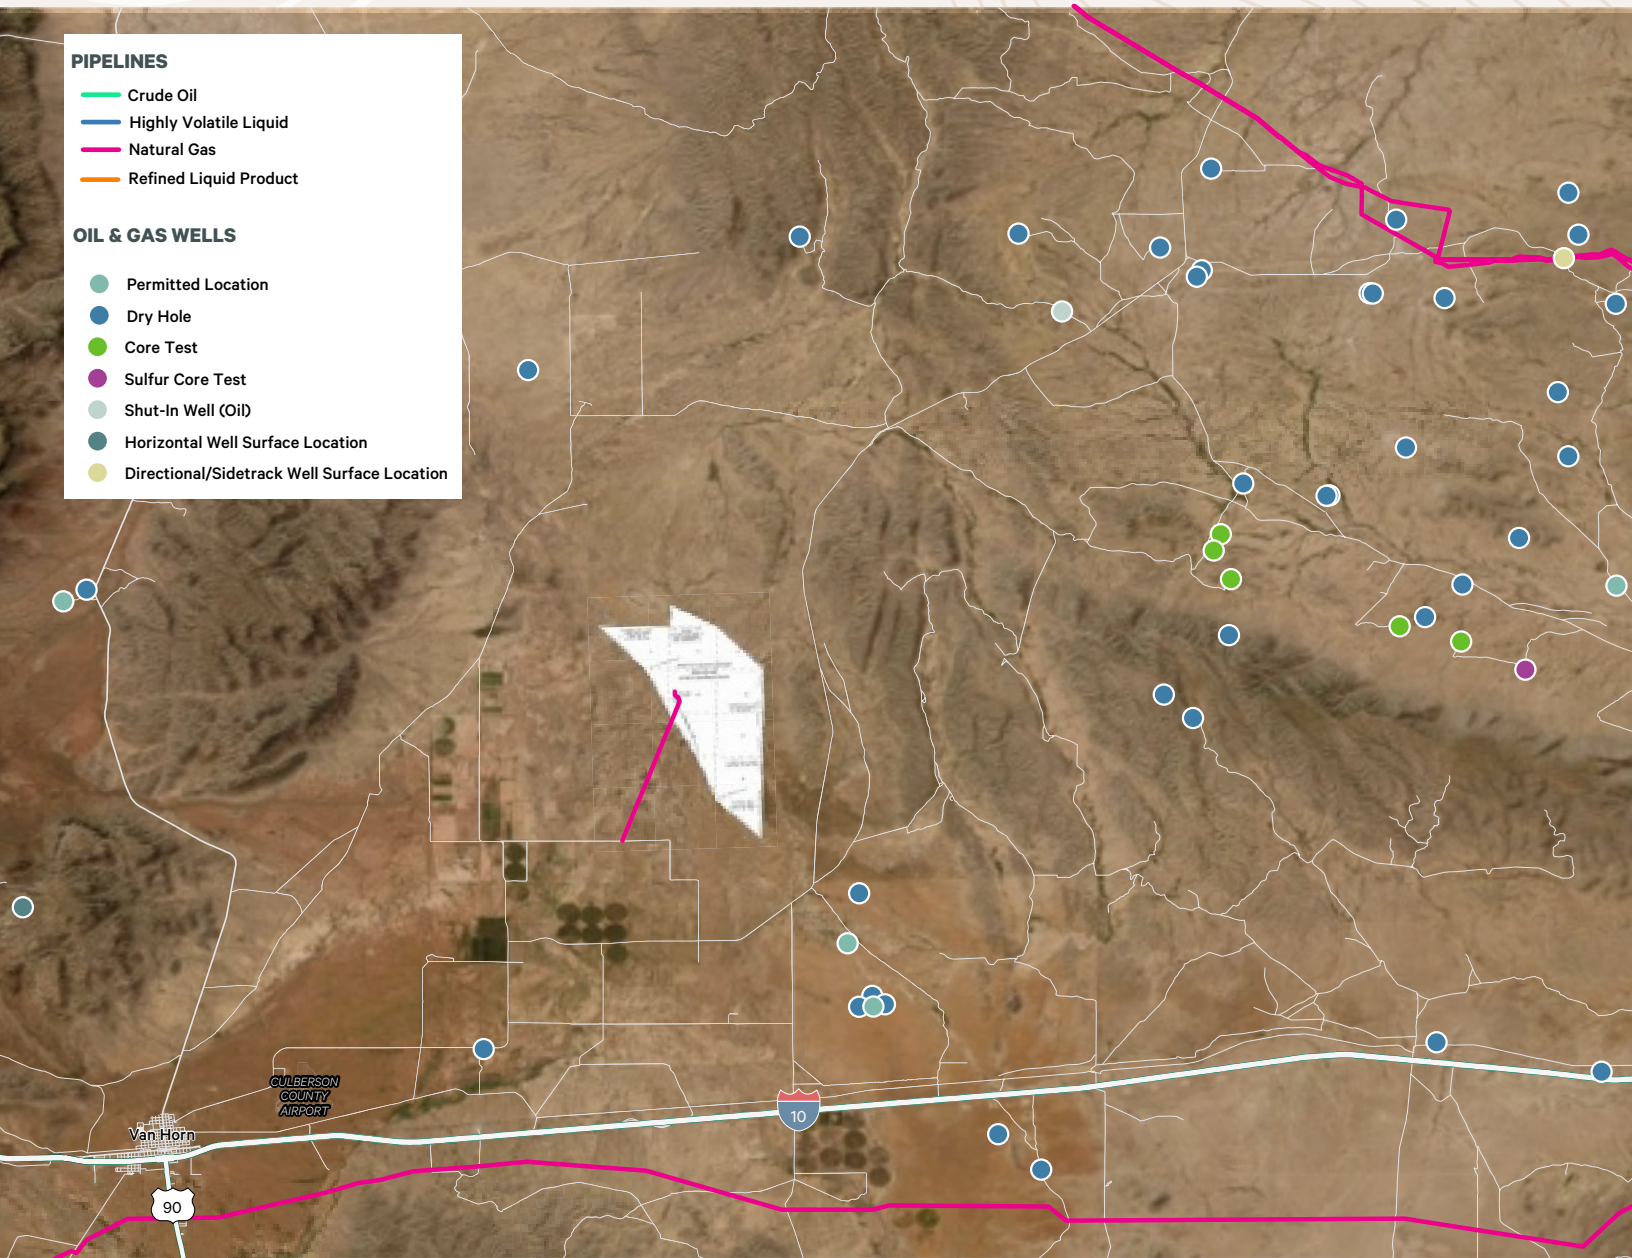 PIPELINES
Crude Oil
Highly Volatile Liquid
Natural Gas
Refined Liquid Product
OIL & GAS WELLS
Permitted Location
Dry Hole
Core Test
Sulfur Core Test
Shut-In Well (Oil)
Horizontal Well Surface Location
Directional/Sidetrack Well Surface Location
CULBERSON
COUNTY
AIRPORT
10
Van Horn
90